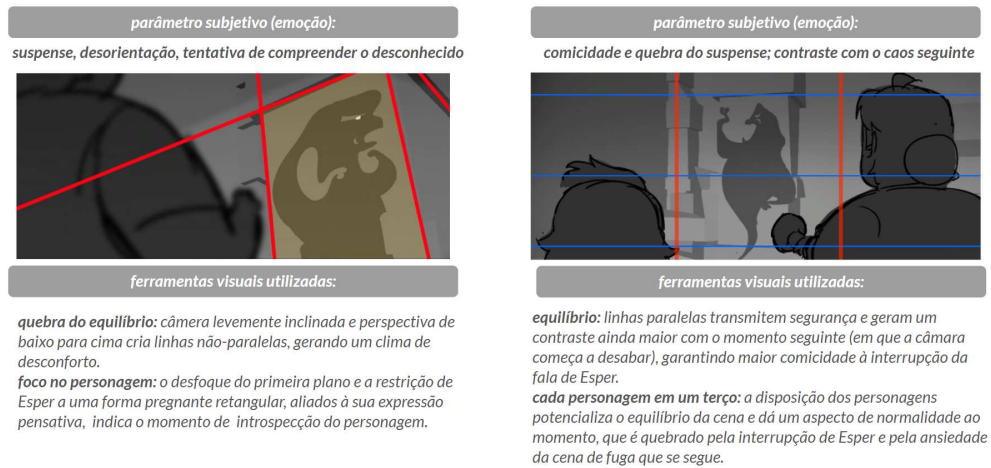 parâmetro subjetivo (emoção):
suspense, desorientação, tentativa de compreender o desconhecido
ferramentas visuais utilizadas:
quebra do equilíbrio: câmera levemente inclinada e perspectiva de
baixo para cima cria linhas não-paralelas, gerando um clima de
desconforto.
foco no personagem: o desfoque do primeira plano e a restrição de
Esper a uma forma pregnante retangular, aliados à sua expressão
pensativa, indica o momento de introspecção do personagem.
parâmetro subjetivo (emoção):
comicidade e quebra do suspense; contraste com o caos seguinte
ferramentas visuais utilizadas:
equilíbrio: linhas paralelas transmitem segurança e geram um
contraste ainda maior com o momento seguinte (em que a câmara
começa a desabar), garantindo maior comicidade à interrupção da
fala de Esper.
cada personagem em um terço: a disposição dos personagens
potencializa o equilíbrio da cena e dá um aspecto de normalidade ao
momento, que é quebrado pela interrupção de Esper e pela ansiedade
da cena de fuga que se segue.